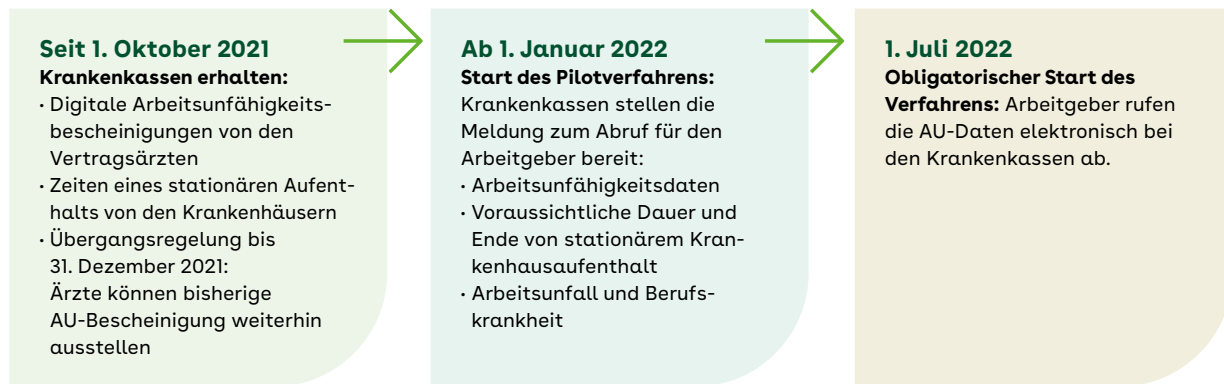 Seit 1. Oktober 2021
Krankenkassen erhalten:
· Digitale Arbeitsunfähigkeits-
bescheinigungen von den
Vertragsärzten
· Zeiten eines stationären Aufent-
halts von den Krankenhäusern
· Übergangsregelung bis
31. Dezember 2021:
Ärzte können bisherige
AU-Bescheinigung weiterhin
ausstellen
Ab 1. Januar 2022
Start des Pilotverfahrens:
Krankenkassen stellen die
Meldung zum Abruf für den
Arbeitgeber bereit:
· Arbeitsunfähigkeitsdaten
· Voraussichtliche Dauer und
Ende von stationärem Kran-
kenhausaufenthalt
· Arbeitsunfall und Berufs-
krankheit
1. Juli 2022
Obligatorischer Start des
Verfahrens: Arbeitgeber rufen
die AU-Daten elektronisch bei
den Krankenkassen ab.